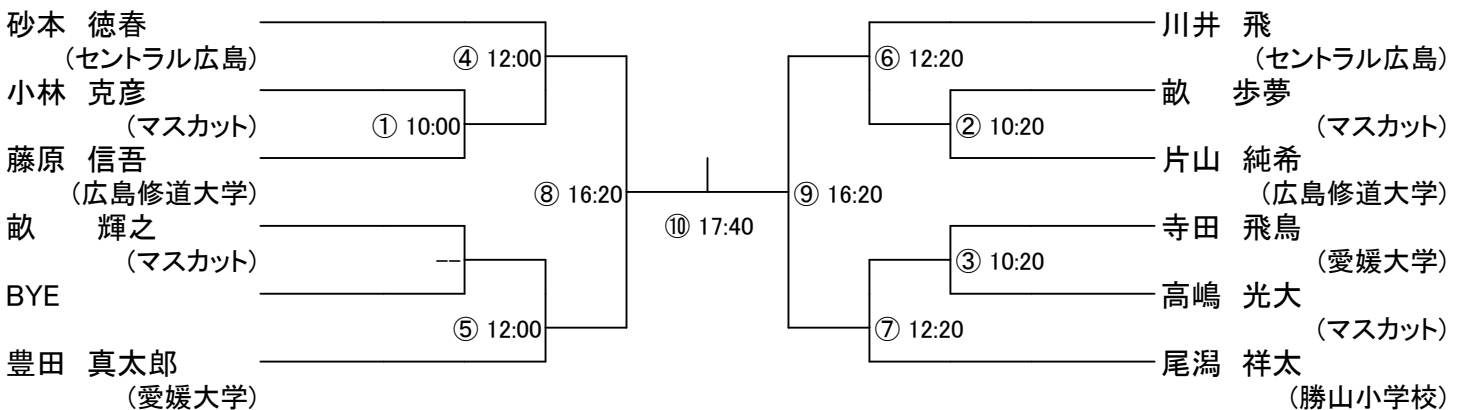 砂本 徳春
(セントラル広島)
小林 克彦
(マスカット)
藤原 信吾
(広島修道大学)
畝 輝之
(マスカット)
BYE
豊田 真太郎
(愛媛大学)
④ 12:00
① 10:00
--
⑤ 12:00
⑧ 16:20
⑩ 17:40
⑨ 16:20
⑥ 12:20
② 10:20
③ 10:20
⑦ 12:20
川井 飛
(セントラル広島)
畝 歩夢
(マスカット)
片山 純希
(広島修道大学)
寺田 飛鳥
(愛媛大学)
高嶋 光大
(マスカット)
尾潟 祥太
(勝山小学校)